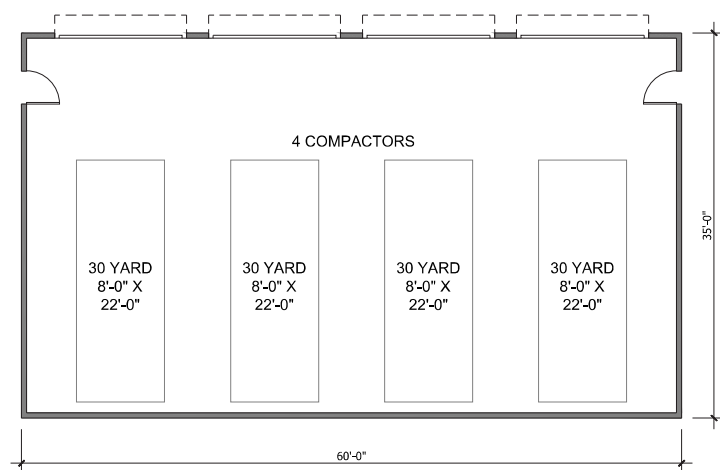 4 COMPACTORS
30 YARD
8'-0" X
22'-0"
30 YARD
8'-0" X
22'-0"
30 YARD
8'-0" X
22'-0"
30 YARD
8'-0" X
22'-0"
35'-0"
60'-0"